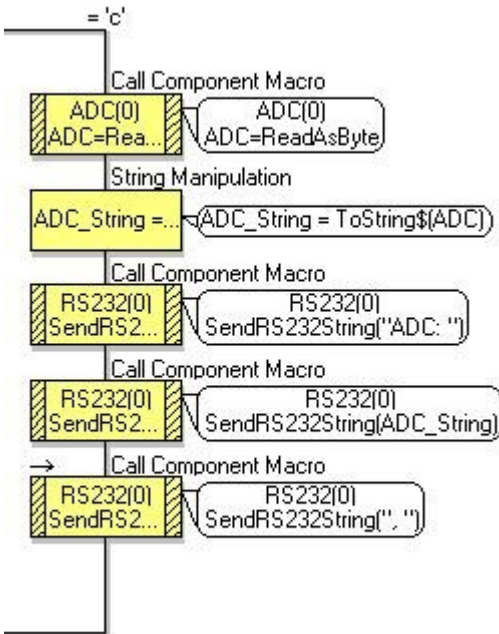 = 'c'
Call Component Macro
ADC(0)
ADC=Rea...
ADC(0)
ADC=ReadAsByte
String Manipulation
ADC_String =...
ADC_String = ToString$(ADC)
Call Component Macro
RS232(0)
SendRS2...
RS232(0)
SendRS232String("ADC: ")
Call Component Macro
RS232(0)
SendRS2...
RS232(0)
SendRS232String(ADC_String)
→
Call Component Macro
RS232(0)
SendRS2...
RS232(0)
SendRS232String(", ")